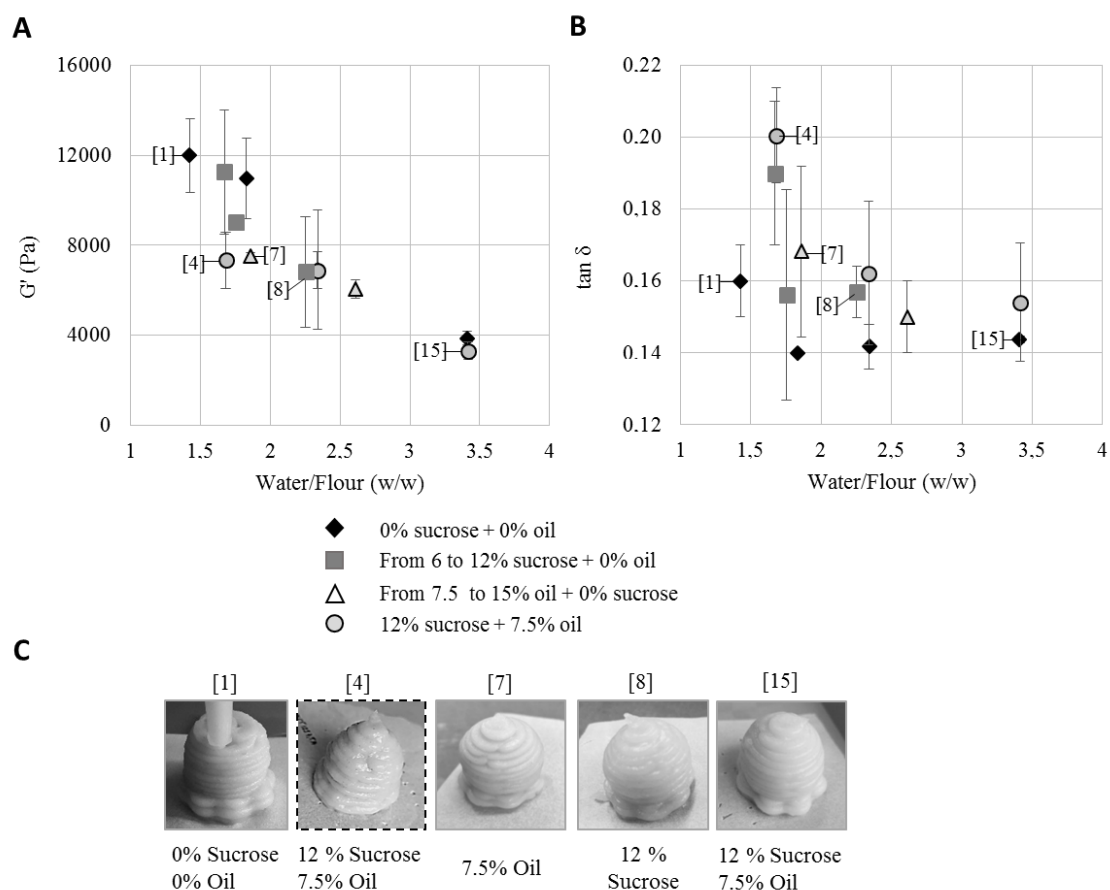 A
B
16000
12000
8000
4000
0
G' (Pa)
[1]
[4]
[7]
[8]
[15]
1 1,5 2 2,5 3 3,5 4
Water/Flour (w/w)
0.22
0.20
0.18
0.16
0.14
0.12
tan δ
[4]
[7]
[1]
[8]
[15]
1 1,5 2 2,5 3 3,5 4
Water/Flour (w/w)
0% sucrose + 0% oil
From 6 to 12% sucrose + 0% oil
From 7.5 to 15% oil + 0% sucrose
12% sucrose + 7.5% oil
C
[1] [4] [7] [8] [15]
0% Sucrose
0% Oil
12 % Sucrose
7.5% Oil
7.5% Oil
12 %
Sucrose
12 % Sucrose
7.5% Oil